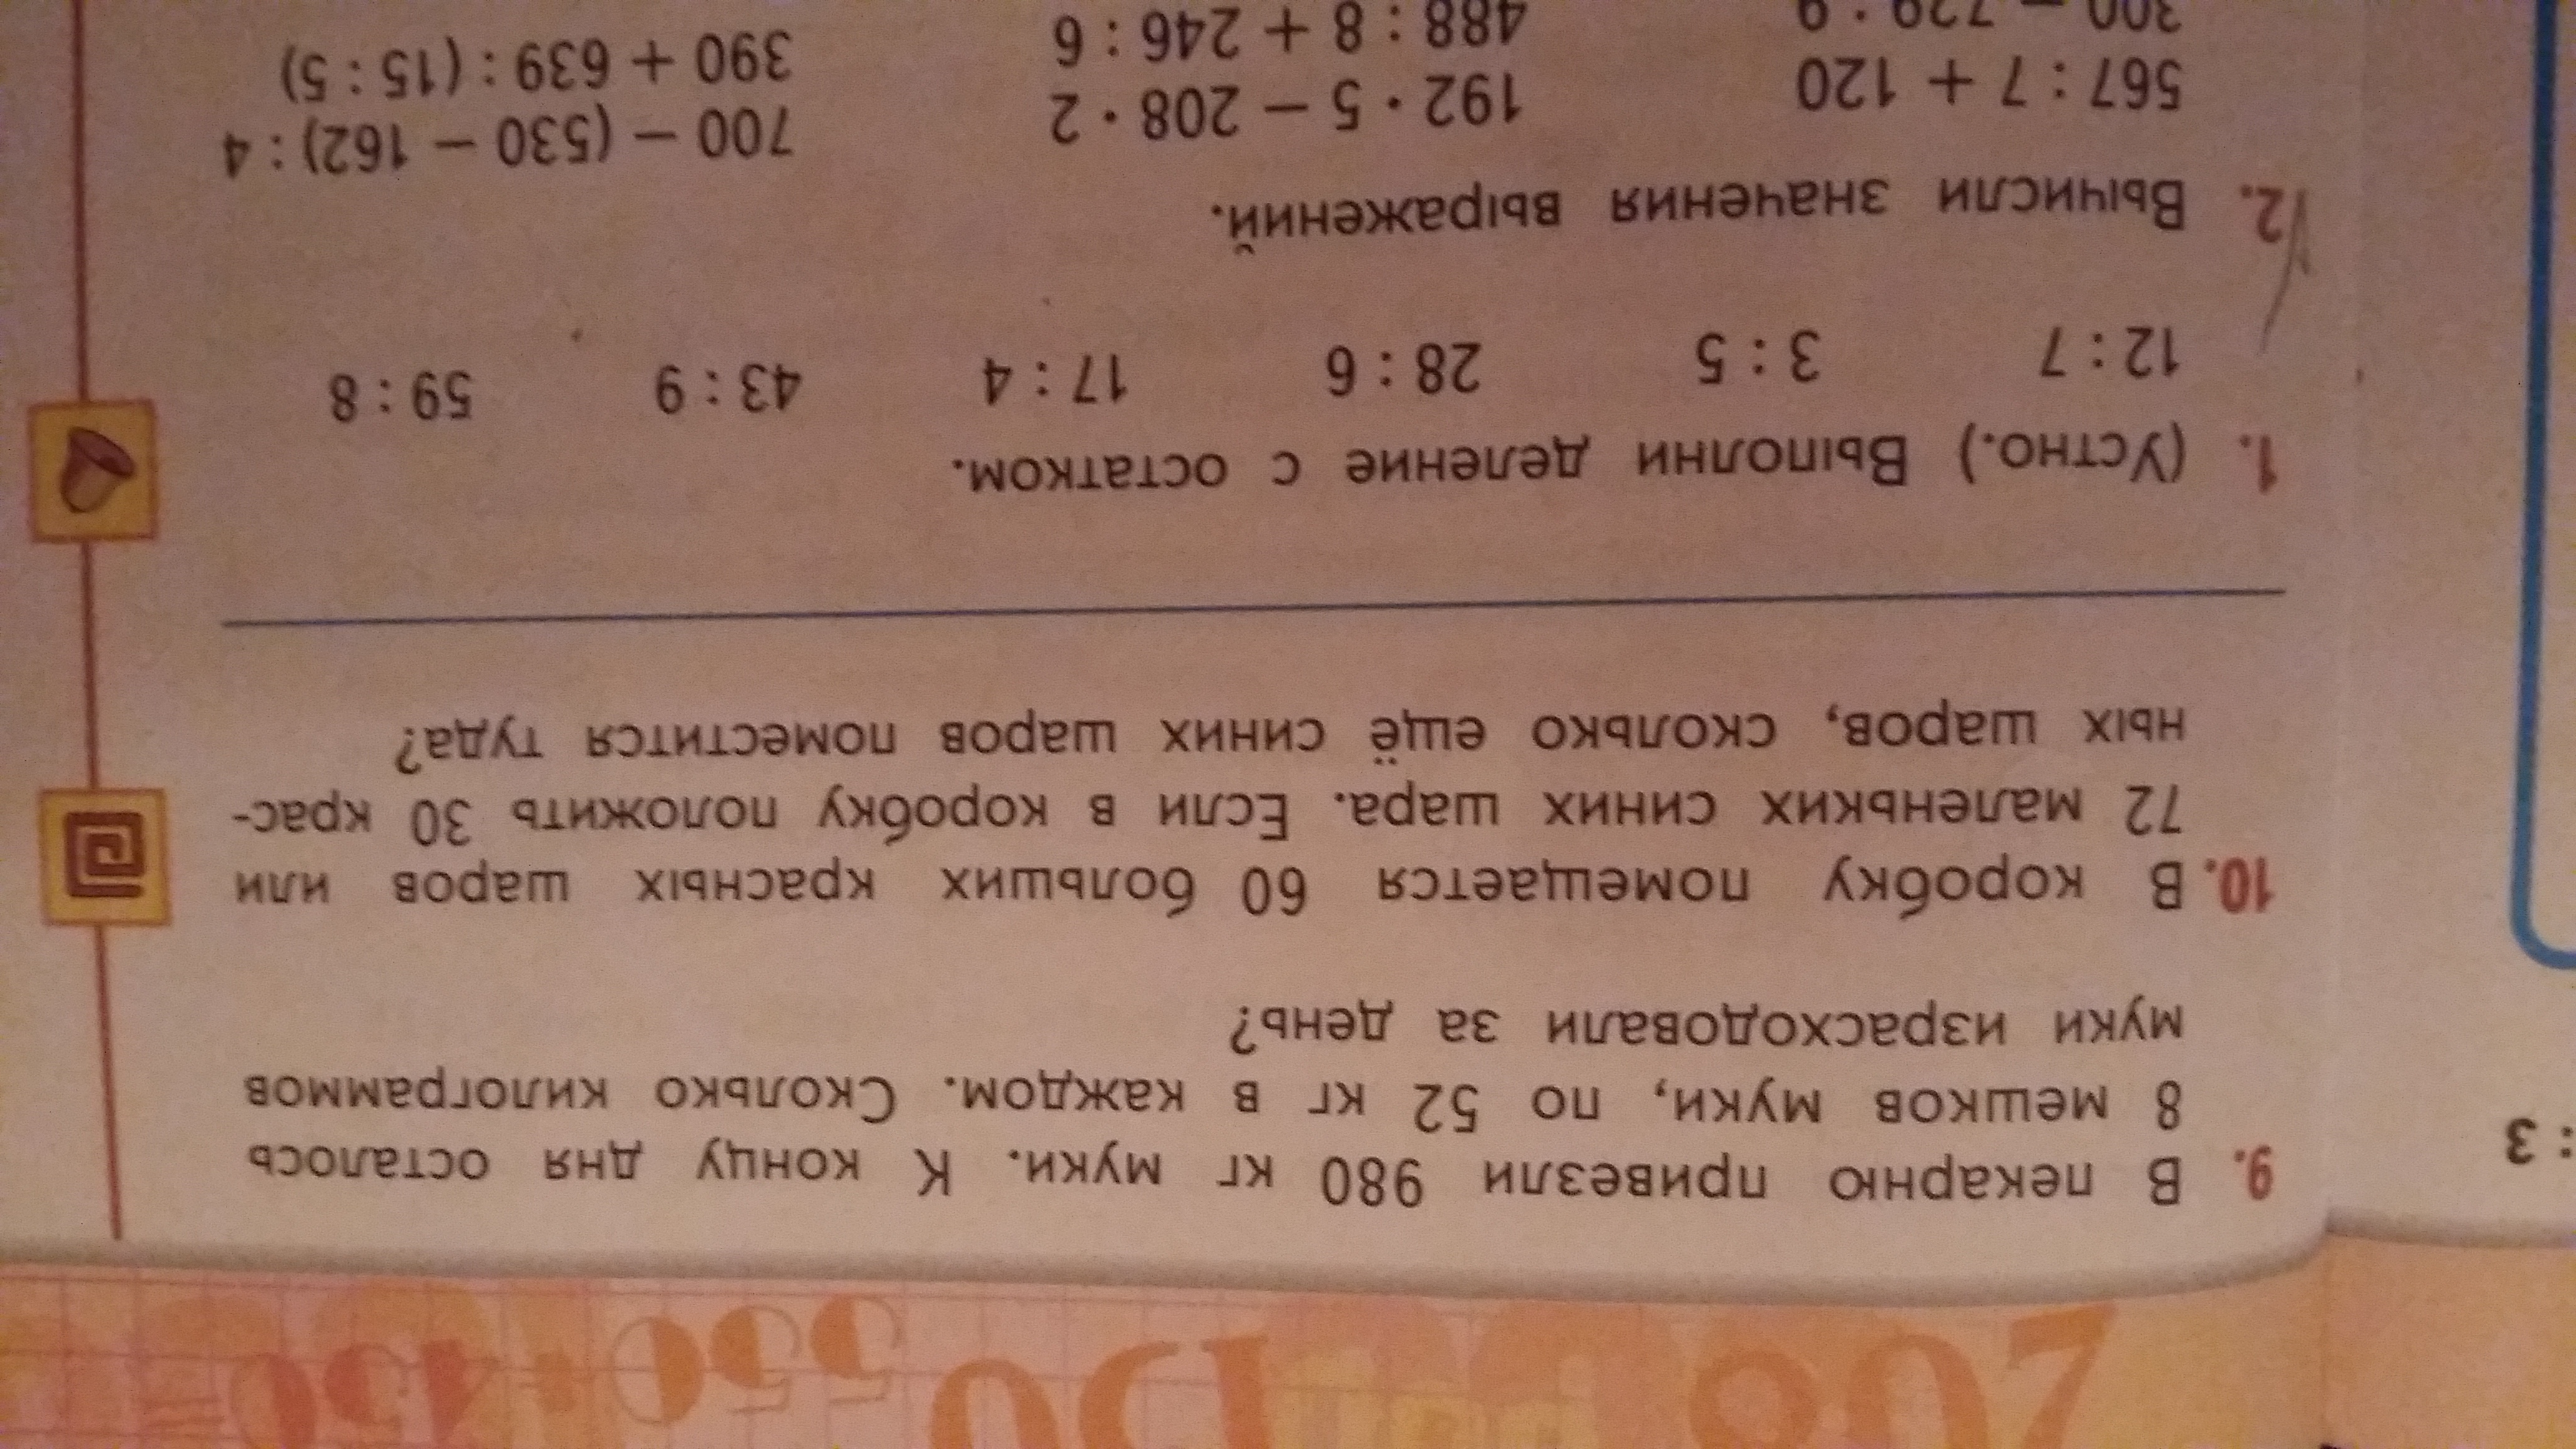 : 3
9. В пекарню привезли 980 кг муки. К концу дня осталось
8 мешков муки, по 52 кг в каждом. Сколько килограммов
муки израсходовали за день?
10. В коробку помещается 60 больших красных шаров или
72 маленьких синих шара. Если в коробку положить 30 крас-
ных шаров, сколько ещё синих шаров поместится туда?
1. (Устно.) Выполни деление с остатком.
12 : 7 3 : 5 28 : 6 17 : 4 43 : 9 59 : 8
2. Вычисли значения выражений.
567 : 7 + 120 192 · 5 − 208 · 2 700 − (530 − 162) : 4
300 − 729 : 9 488 : 8 + 246 : 6 390 + 639 : (15 : 5)